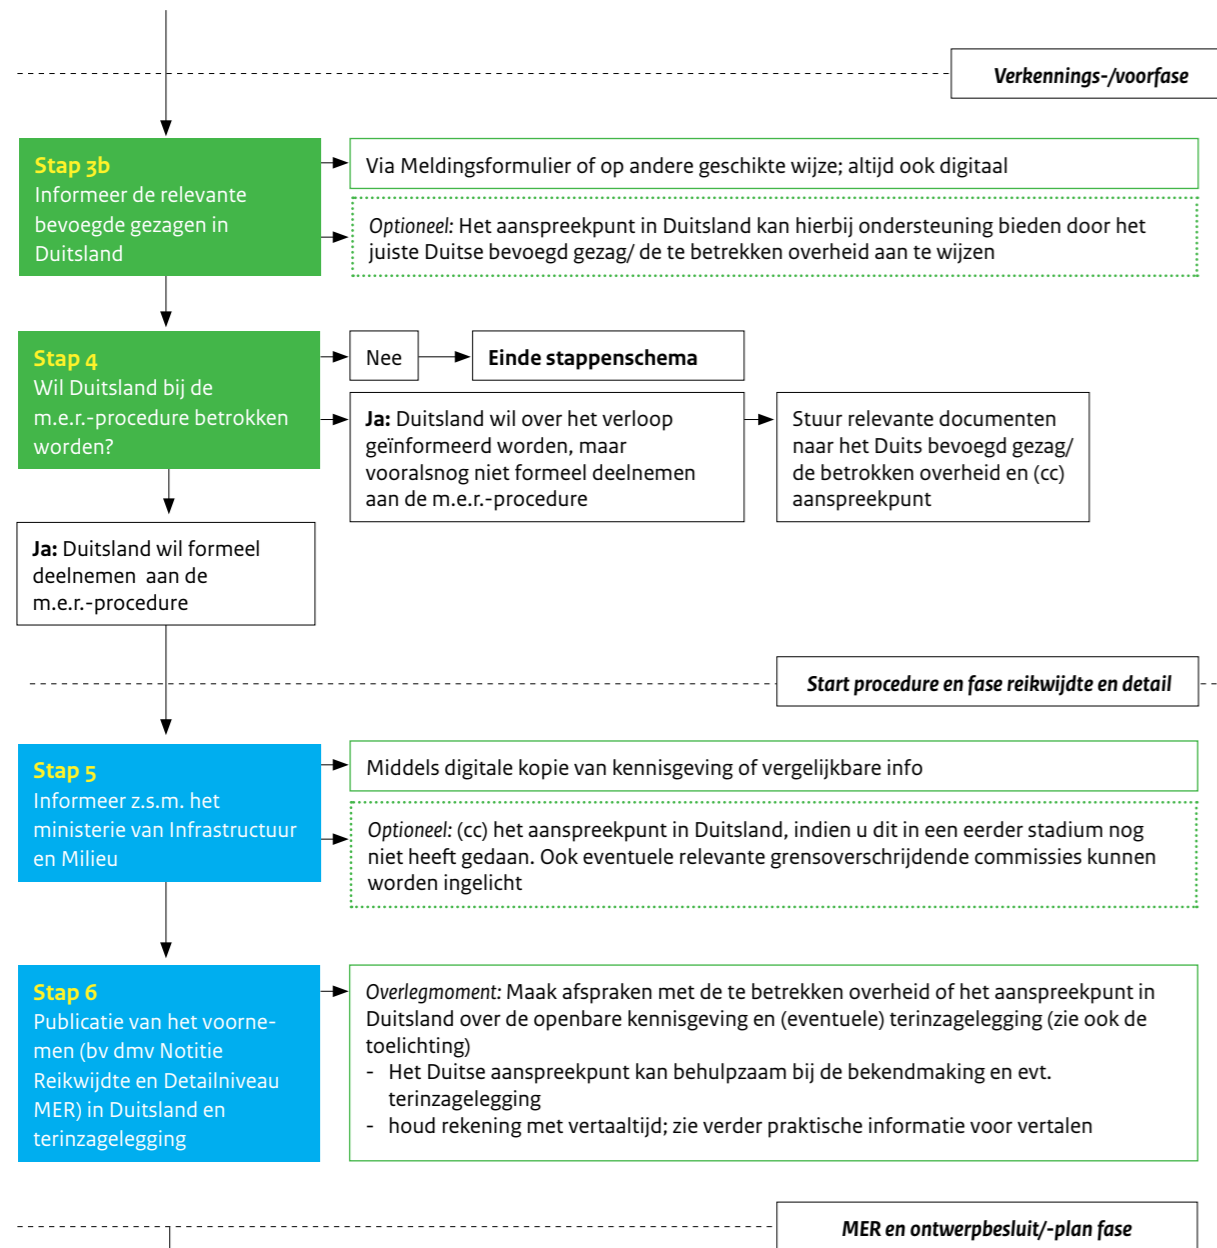 Verkennings-/voorfase
Stap 3b
Informeer de relevante
bevoegde gezagen in
Duitsland
Via Meldingsformulier of op andere geschikte wijze; altijd ook digitaal
Optioneel: Het aanspreekpunt in Duitsland kan hierbij ondersteuning bieden door het
juiste Duitse bevoegd gezag/ de te betrekken overheid aan te wijzen
Stap 4
Wil Duitsland bij de
m.e.r.-procedure betrokken
worden?
Nee
Einde stappenschema
Ja: Duitsland wil over het verloop
geïnformeerd worden, maar
vooralsnog niet formeel deelnemen
aan de m.e.r.-procedure
Stuur relevante documenten
naar het Duits bevoegd gezag/
de betrokken overheid en (cc)
aanspreekpunt
Ja: Duitsland wil formeel
deelnemen aan de
m.e.r.-procedure
Start procedure en fase reikwijdte en detail
Stap 5
Informeer z.s.m. het
ministerie van Infrastructuur
en Milieu
Middels digitale kopie van kennisgeving of vergelijkbare info
Optioneel: (cc) het aanspreekpunt in Duitsland, indien u dit in een eerder stadium nog
niet heeft gedaan. Ook eventuele relevante grensoverschrijdende commissies kunnen
worden ingelicht
Stap 6
Publicatie van het voorne-
men (bv dmv Notitie
Reikwijdte en Detailniveau
MER) in Duitsland en
terinzagelegging
Overlegmoment: Maak afspraken met de te betrekken overheid of het aanspreekpunt in
Duitsland over de openbare kennisgeving en (eventuele) terinzagelegging (zie ook de
toelichting)
- Het Duitse aanspreekpunt kan behulpzaam bij de bekendmaking en evt.
terinzagelegging
- houd rekening met vertaaltijd; zie verder praktische informatie voor vertalen
MER en ontwerpbesluit/-plan fase